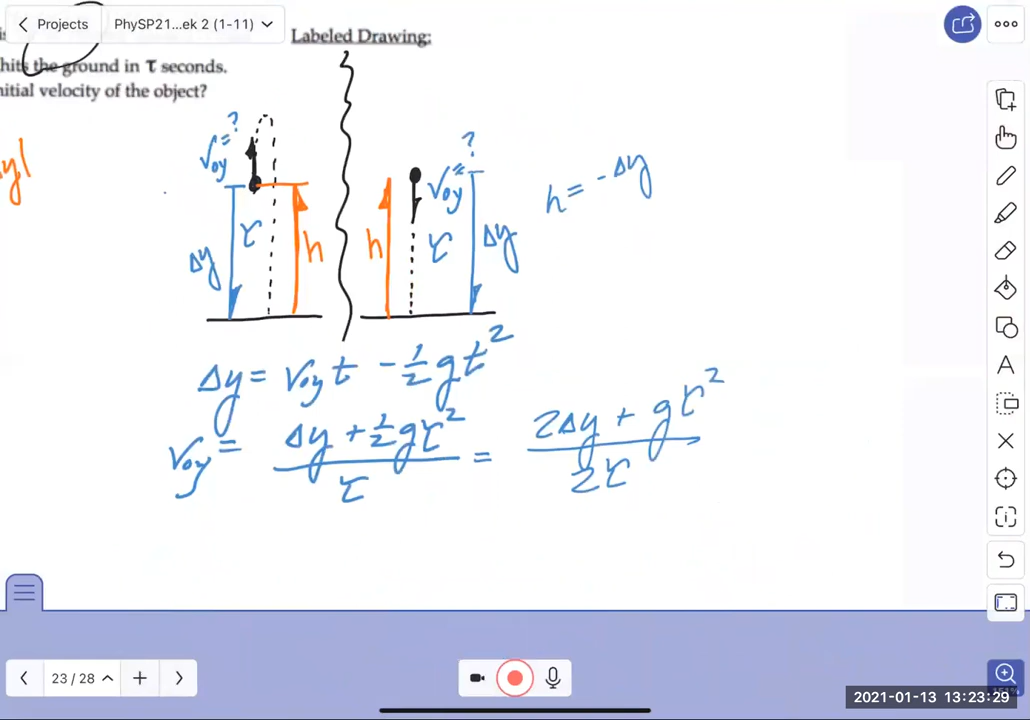 Projects
PhySP21...ek 2 (1-11)
Labeled Drawing:
hits the ground in τ seconds.
nitial velocity of the object?
y|
V₀y = ?
Δy
τ
h
h
V₀y = ?
τ
Δy
h = -Δy
Δy = V₀y t - ½gt²
V₀y = (Δy + ½gτ²)/τ = (2Δy + gτ²)/2τ
A
23 / 28
2021-01-13 13:23:29